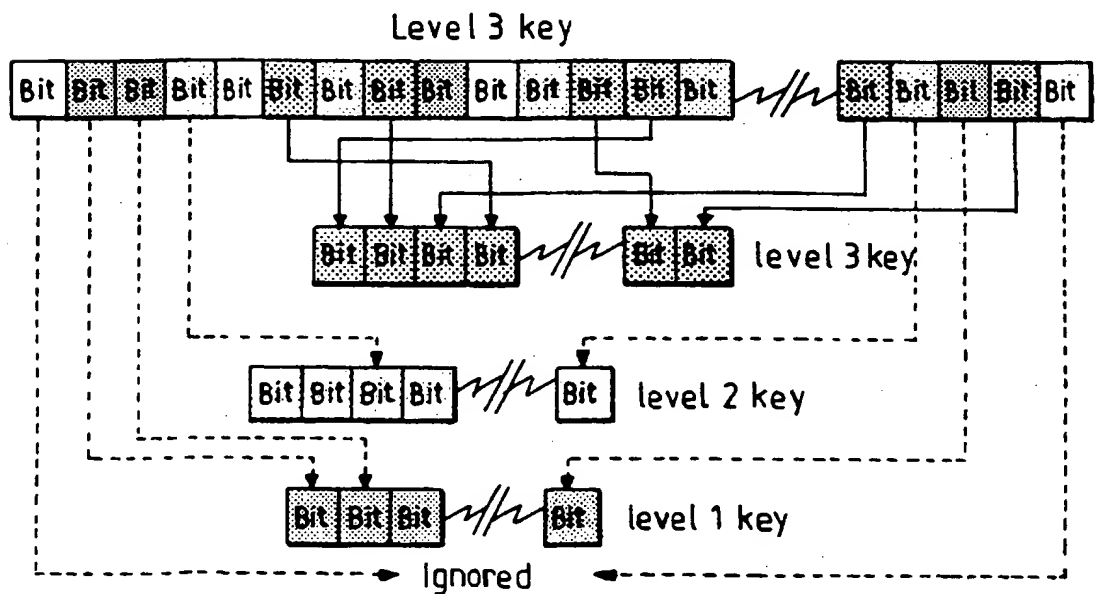 Level 3 key
Bit Bit Bit Bit Bit Bit Bit Bit Bit Bit Bit Bit Bit Bit Bit Bit Bit Bit Bit
Bit Bit Bit Bit Bit Bit level 3 key
Bit Bit Bit Bit Bit level 2 key
Bit Bit Bit Bit level 1 key
Ignored